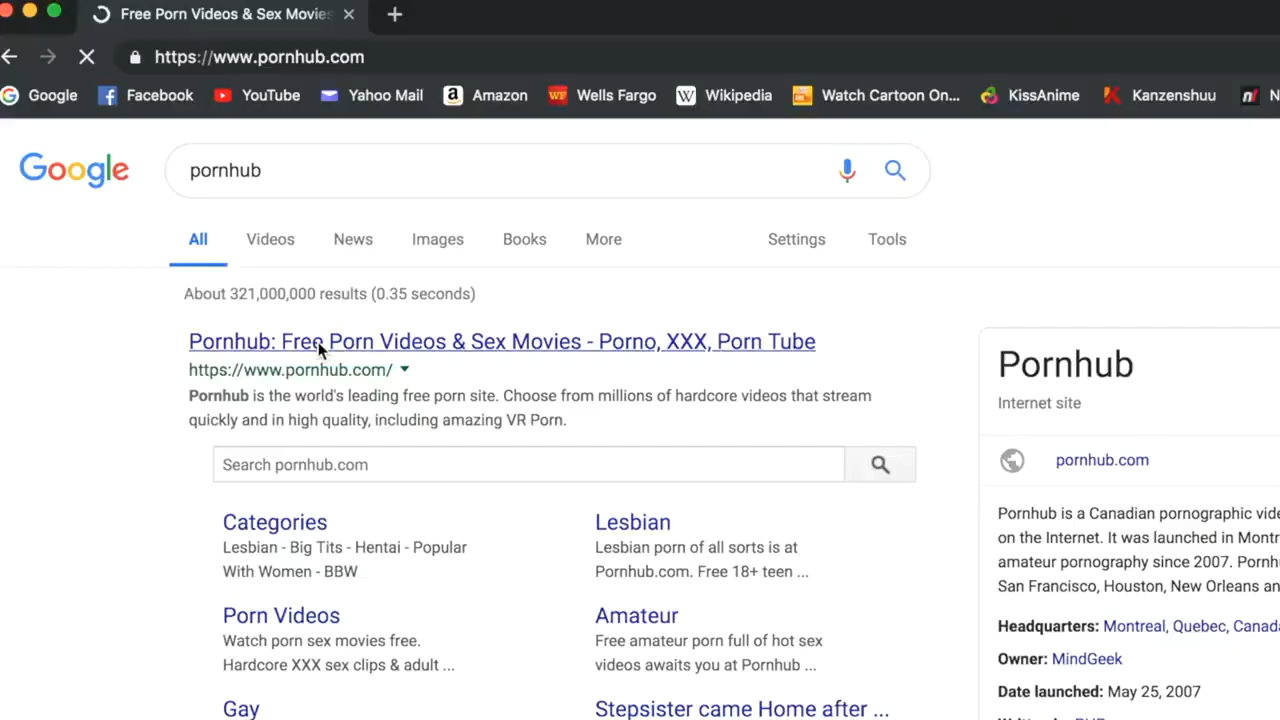 Free Porn Videos & Sex Movies
https://www.pornhub.com
Google Facebook YouTube Yahoo Mail Amazon Wells Fargo Wikipedia Watch Cartoon On... KissAnime Kanzenshuu
Google
pornhub
All Videos News Images Books More Settings Tools
About 321,000,000 results (0.35 seconds)
Pornhub: Free Porn Videos & Sex Movies - Porno, XXX, Porn Tube
https://www.pornhub.com/
Pornhub is the world's leading free porn site. Choose from millions of hardcore videos that stream
quickly and in high quality, including amazing VR Porn.
Search pornhub.com
Categories
Lesbian - Big Tits - Hentai - Popular
With Women - BBW
Lesbian
Lesbian porn of all sorts is at
Pornhub.com. Free 18+ teen ...
Porn Videos
Watch porn sex movies free.
Hardcore XXX sex clips & adult ...
Amateur
Free amateur porn full of hot sex
videos awaits you at Pornhub ...
Gay
Stepsister came Home after ...
Pornhub
Internet site
pornhub.com
Pornhub is a Canadian pornographic
on the Internet. It was launched in
amateur pornography since 2007.
San Francisco, Houston, New Orleans
Headquarters: Montreal, Quebec,
Owner: MindGeek
Date launched: May 25, 2007